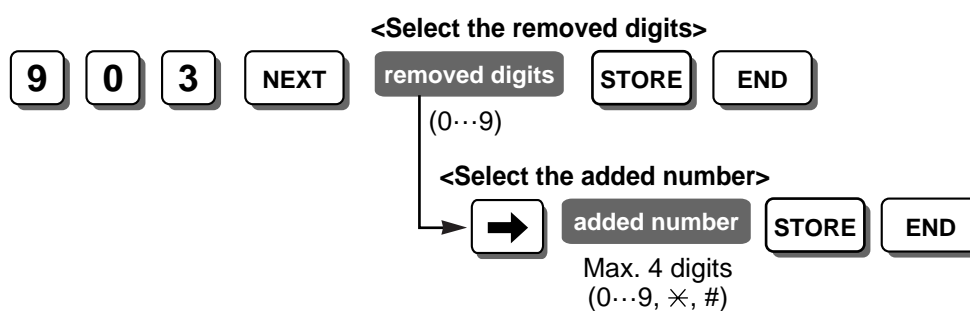 <Select the removed digits>
9 0 3 NEXT removed digits STORE END
(0···9)
<Select the added number>
➡ added number STORE END
Max. 4 digits
(0···9, ✳, #)